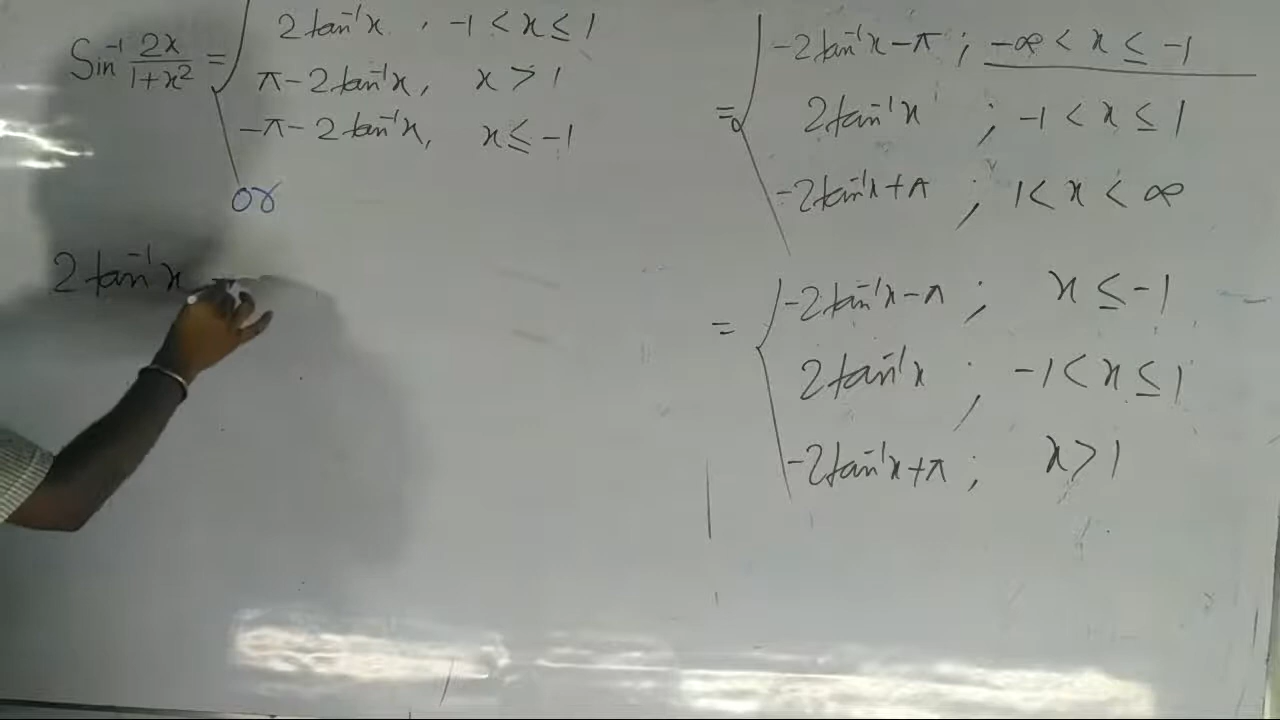 Sin⁻¹ 2x/1+x² = { 2tan⁻¹x , -1 < x ≤ 1
π - 2tan⁻¹x, x > 1
-π - 2tan⁻¹x, x ≤ -1
or
2tan⁻¹x
= { -2tan⁻¹x - π ; -∞ < x ≤ -1
2tan⁻¹x ; -1 < x ≤ 1
-2tan⁻¹x + π ; 1 < x < ∞
= { -2tan⁻¹x - π ; x ≤ -1
2tan⁻¹x ; -1 < x ≤ 1
-2tan⁻¹x + π ; x > 1